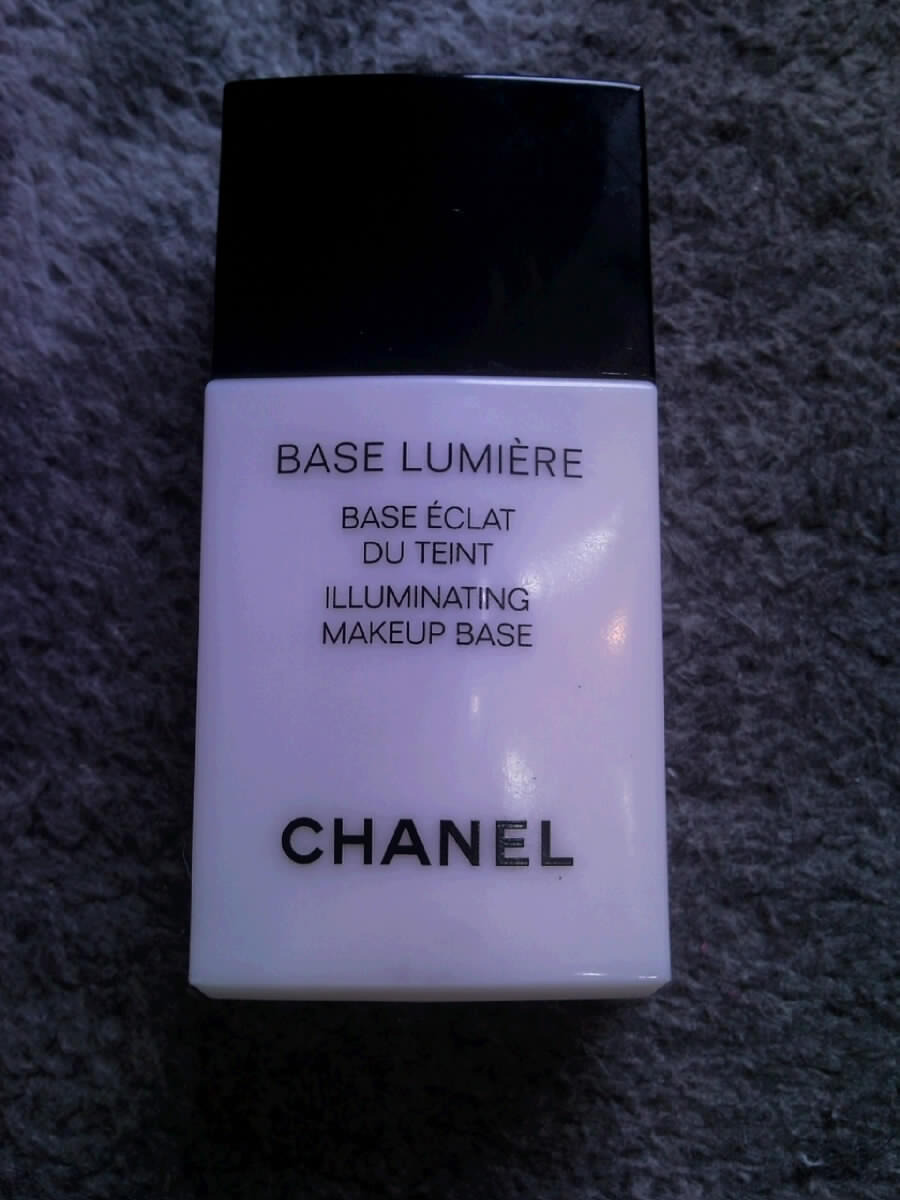 BASE LUMIÈRE
BASE ÉCLAT
DU TEINT
ILLUMINATING
MAKEUP BASE
CHANEL